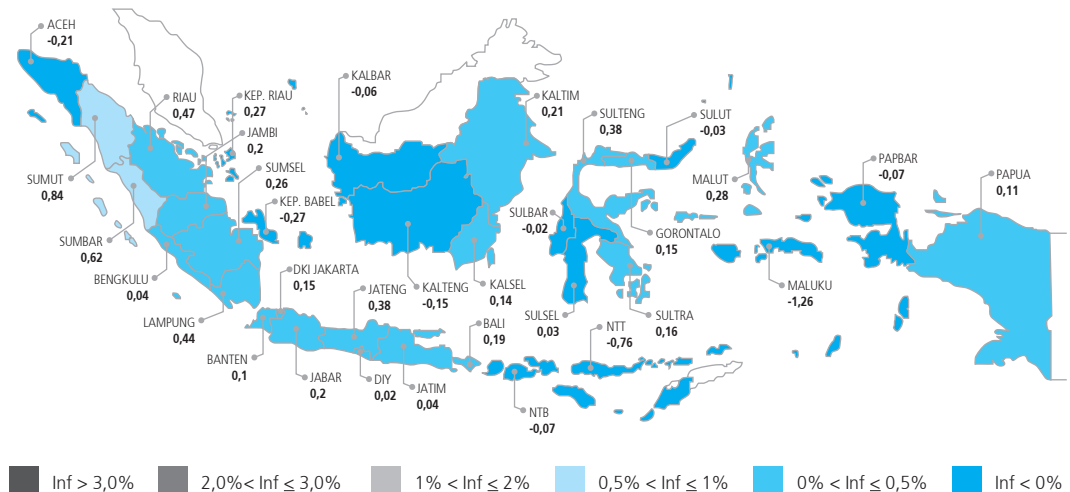 ACEH
-0,21
RIAU
0,47
KEP. RIAU
0,27
JAMBI
0,2
SUMSEL
0,26
KEP. BABEL
-0,27
SUMUT
0,84
SUMBAR
0,62
BENGKULU
0,04
LAMPUNG
0,44
KALBAR
-0,06
KALTIM
0,21
SULTENG
0,38
SULUT
-0,03
MALUT
0,28
PAPBAR
-0,07
PAPUA
0,11
SULBAR
-0,02
GORONTALO
0,15
DKI JAKARTA
0,15
JATENG
0,38
KALTENG
-0,15
KALSEL
0,14
SULSEL
0,03
SULTRA
0,16
MALUKU
-1,26
BALI
0,19
NTT
-0,76
BANTEN
0,1
JABAR
0,2
DIY
0,02
JATIM
0,04
NTB
-0,07
Inf > 3,0%
2,0%< Inf ≤ 3,0%
1% < Inf ≤ 2%
0,5% < Inf ≤ 1%
0% < Inf ≤ 0,5%
Inf < 0%